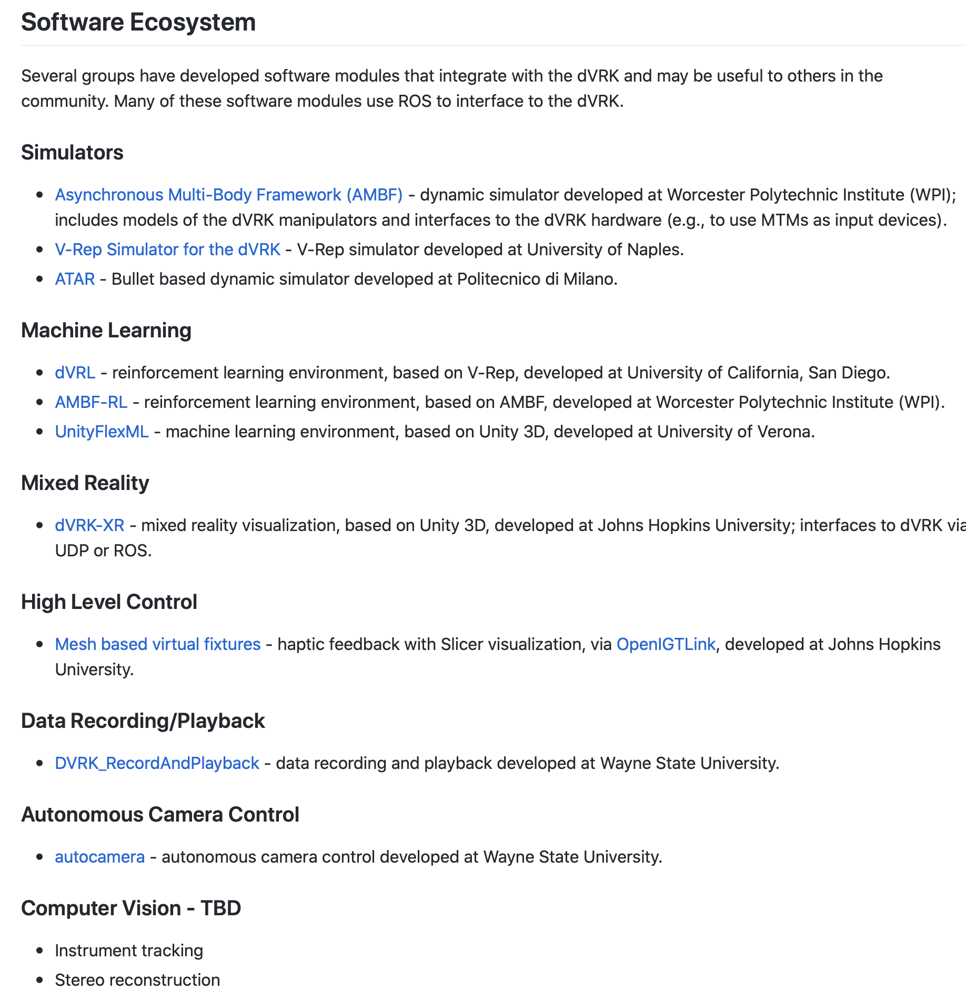 Software Ecosystem
Several groups have developed software modules that integrate with the dVRK and may be useful to others in the
community. Many of these software modules use ROS to interface to the dVRK.
Simulators
• Asynchronous Multi-Body Framework (AMBF) - dynamic simulator developed at Worcester Polytechnic Institute (WPI);
includes models of the dVRK manipulators and interfaces to the dVRK hardware (e.g., to use MTMs as input devices).
• V-Rep Simulator for the dVRK - V-Rep simulator developed at University of Naples.
• ATAR - Bullet based dynamic simulator developed at Politecnico di Milano.
Machine Learning
• dVRL - reinforcement learning environment, based on V-Rep, developed at University of California, San Diego.
• AMBF-RL - reinforcement learning environment, based on AMBF, developed at Worcester Polytechnic Institute (WPI).
• UnityFlexML - machine learning environment, based on Unity 3D, developed at University of Verona.
Mixed Reality
• dVRK-XR - mixed reality visualization, based on Unity 3D, developed at Johns Hopkins University; interfaces to dVRK via
UDP or ROS.
High Level Control
• Mesh based virtual fixtures - haptic feedback with Slicer visualization, via OpenIGTLink, developed at Johns Hopkins
University.
Data Recording/Playback
• DVRK_RecordAndPlayback - data recording and playback developed at Wayne State University.
Autonomous Camera Control
• autocamera - autonomous camera control developed at Wayne State University.
Computer Vision - TBD
• Instrument tracking
• Stereo reconstruction